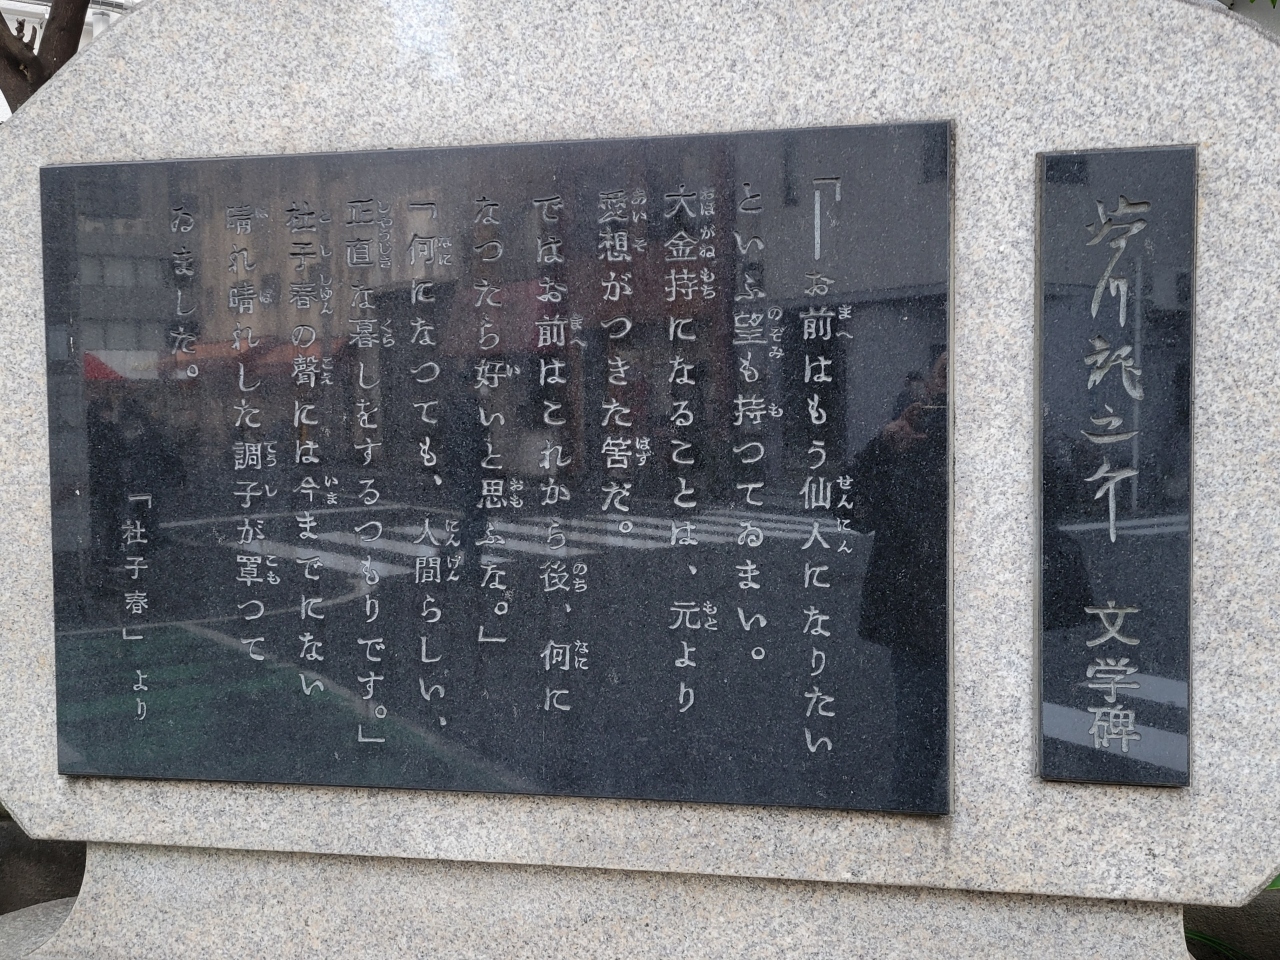 芥川龍之介 文学碑
「――お前はもう仙人になりたい
といふ望も持つてゐまい。
大金持になることは、元より
愛想がつきた筈だ。
ではお前はこれから後、何に
なつたら好いと思ふな。」
「何になつても、人間らしい、
正直な暮しをするつもりです。」
杜子春の聲には今までにない
晴れ晴れした調子が罩つて
ゐました。
「杜子春」より